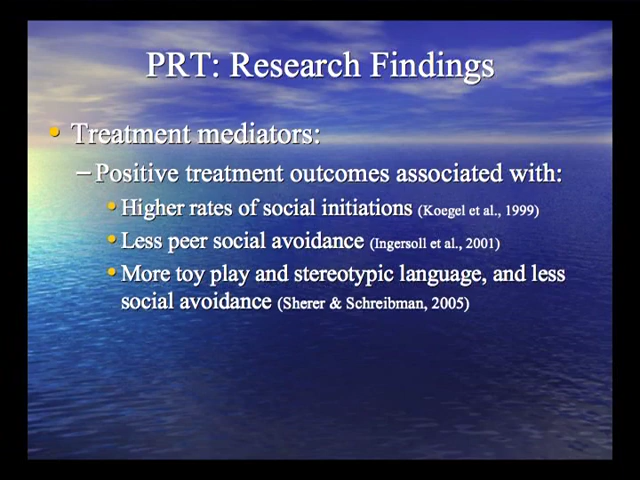 PRT: Research Findings
• Treatment mediators:
– Positive treatment outcomes associated with:
• Higher rates of social initiations (Koegel et al., 1999)
• Less peer social avoidance (Ingersoll et al., 2001)
• More toy play and stereotypic language, and less
social avoidance (Sherer & Schreibman, 2005)